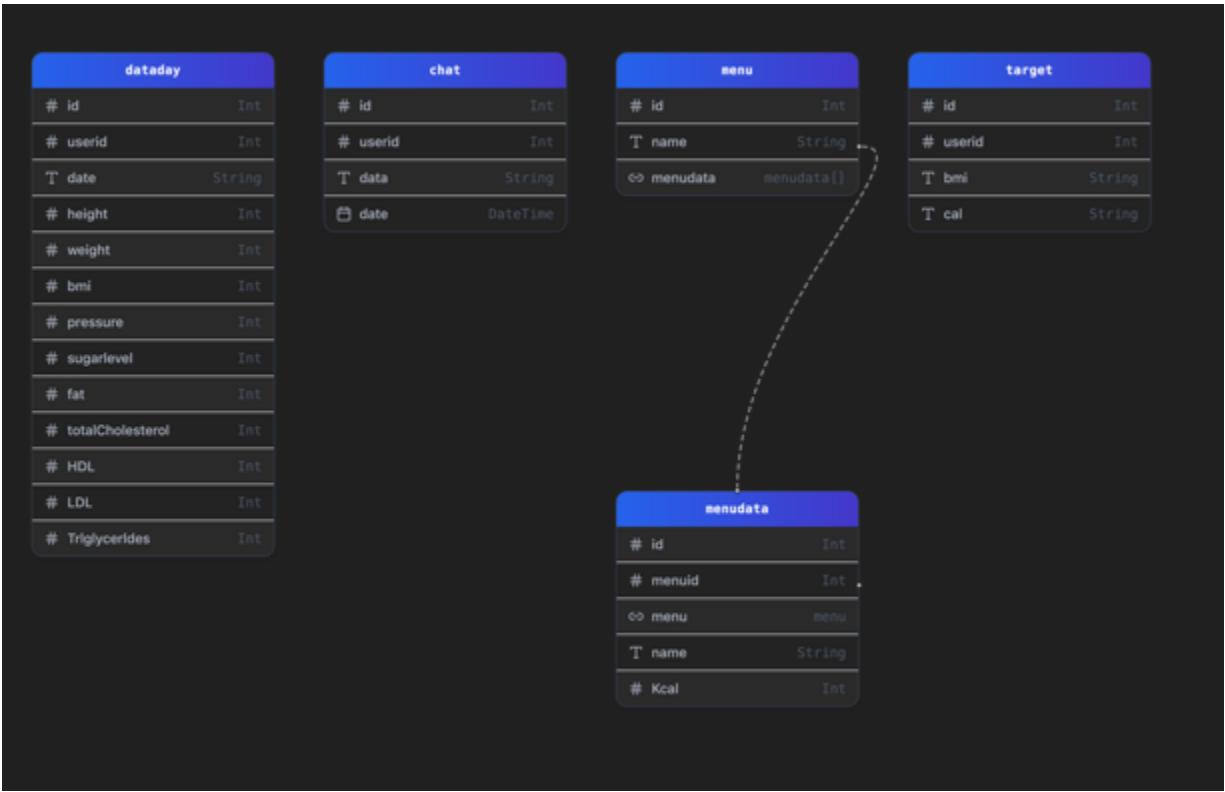 dataday
id Int
userid Int
date String
height Int
weight Int
bmi Int
pressure Int
sugarlevel Int
fat Int
totalCholesterol Int
HDL Int
LDL Int
Triglycerides Int
chat
id Int
userid Int
data String
date DateTime
menu
id Int
name String
menudata menudata[]
target
id Int
userid Int
bmi String
cal String
menudata
id Int
menuid Int
menu menu
name String
Kcal Int